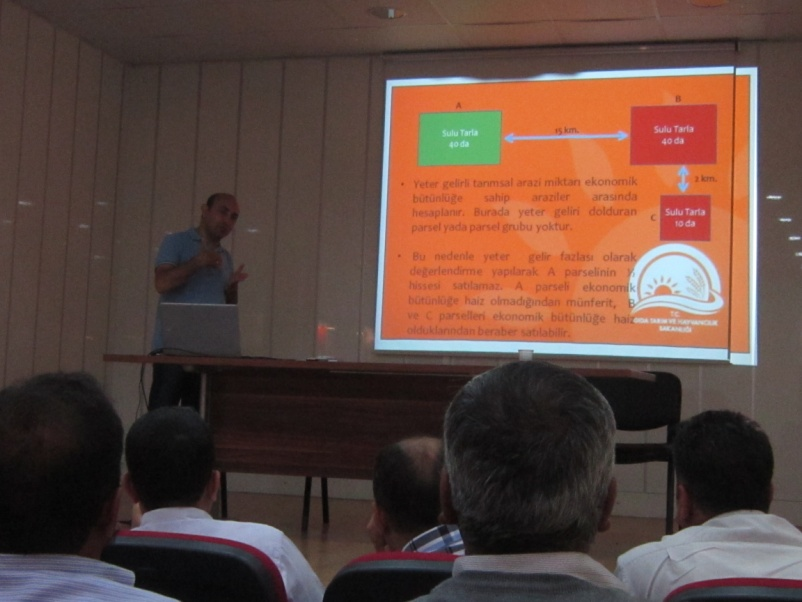 A
B
Sulu Tarla
40 da
15 km.
Sulu Tarla
40 da
2 km.
C
Sulu Tarla
10 da
• Yeter gelirli tarımsal arazi miktarı ekonomik
bütünlüğe sahip araziler arasında
hesaplanır. Burada yeter geliri dolduran
parsel yada parsel grubu yoktur.
• Bu nedenle yeter gelir fazlası olarak
değerlendirme yapılarak A parselinin ½
hissesi satılamaz. A parseli ekonomik
bütünlüğe haiz olmadığından münferit, B
ve C parselleri ekonomik bütünlüğe haiz
olduklarından beraber satılabilir.
T.C.
GIDA TARIM VE HAYVANCILIK
BAKANLIĞI